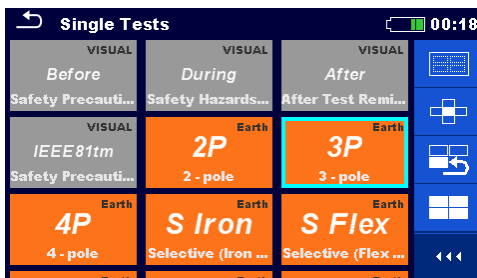 Single Tests 00:18
VISUAL VISUAL VISUAL
Before During After
Safety Precauti... Safety Hazards... After Test Remi...
VISUAL Earth Earth
IEEE81tm 2P 3P
Safety Precauti... 2 - pole 3 - pole
Earth Earth Earth
4P S Iron S Flex
4 - pole Selective (Iron ... Selective (Flex ...